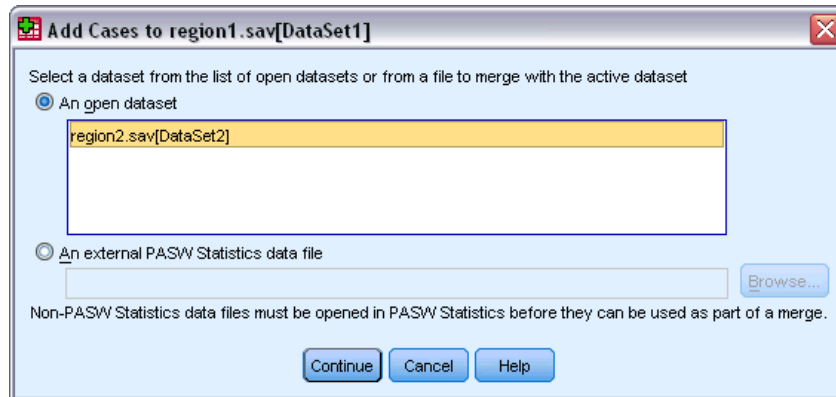 Add Cases to region1.sav[DataSet1]
Select a dataset from the list of open datasets or from a file to merge with the active dataset
An open dataset
region2.sav[DataSet2]
An external PASW Statistics data file
Browse...
Non-PASW Statistics data files must be opened in PASW Statistics before they can be used as part of a merge.
Continue Cancel Help